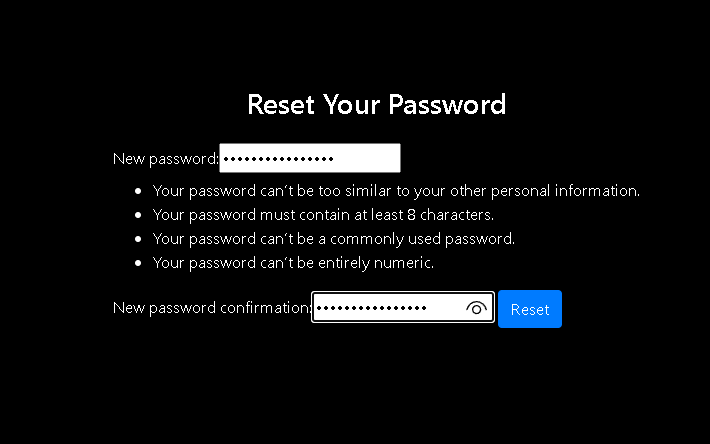 Reset Your Password
New password: ••••••••••••••••
• Your password can't be too similar to your other personal information.
• Your password must contain at least 8 characters.
• Your password can't be a commonly used password.
• Your password can't be entirely numeric.
New password confirmation: •••••••••••••••• Reset